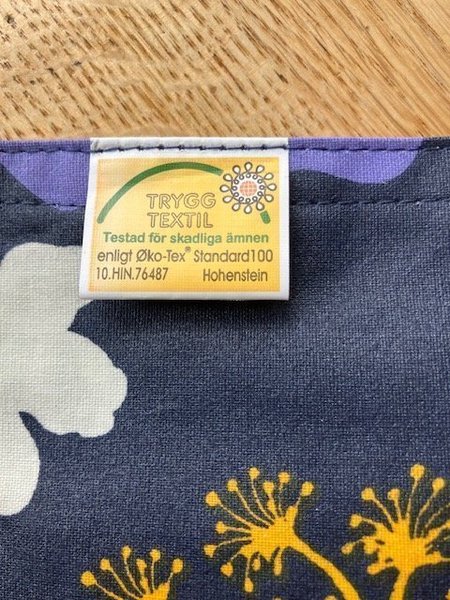 TRYGG
TEXTIL
Testad för skadliga ämnen
enligt Øko-Tex® Standard100
10.HIN.76487 Hohenstein